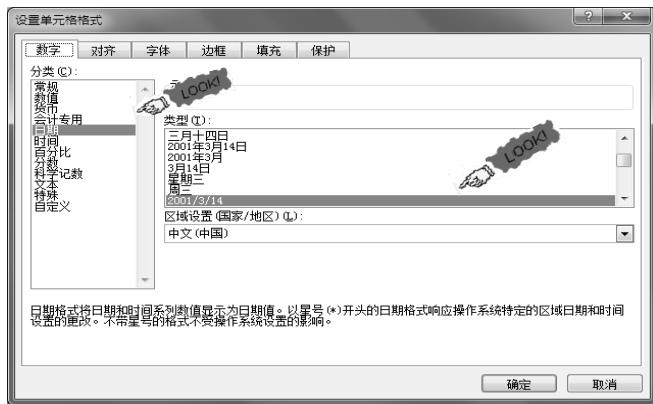 设置单元格格式
数字 对齐 字体 边框 填充 保护
分类(C):
常规
数值
货币
会计专用
日期
时间
百分比
分数
科学记数
文本
特殊
自定义
LOOK!
类型(T):
三月十四日
2001年3月14日
2001年3月
3月14日
星期三
周三
2001/3/14
LOOK!
区域设置(国家/地区)(L):
中文(中国)
日期格式将日期和时间系列数值显示为日期值。以星号(*)开头的日期格式响应操作系统特定的区域日期和时间
设置的更改。不带星号的格式不受操作系统设置的影响。
确定 取消